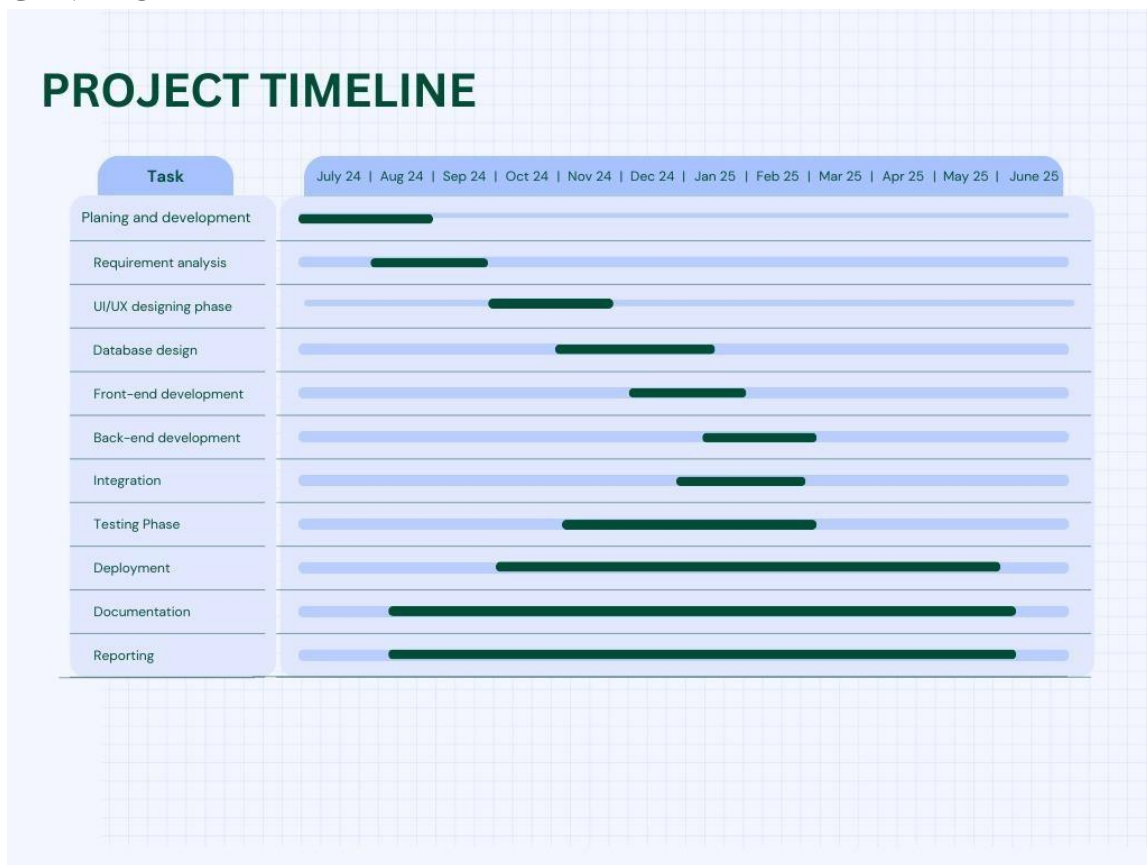 PROJECT TIMELINE
Task
July 24 | Aug 24 | Sep 24 | Oct 24 | Nov 24 | Dec 24 | Jan 25 | Feb 25 | Mar 25 | Apr 25 | May 25 | June 25
Planing and development
Requirement analysis
UI/UX designing phase
Database design
Front-end development
Back-end development
Integration
Testing Phase
Deployment
Documentation
Reporting